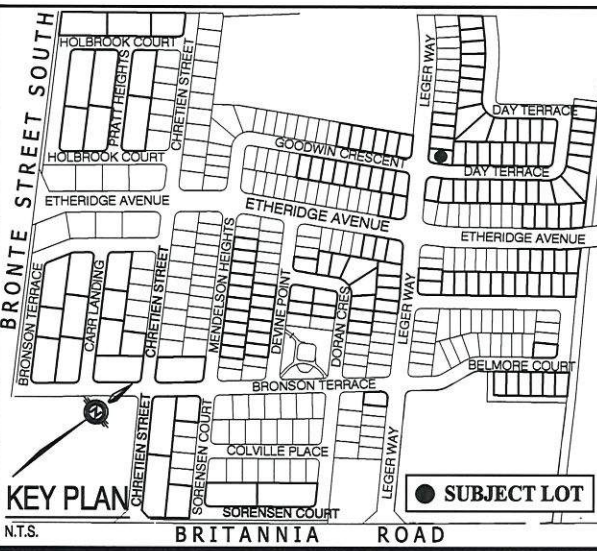 HOLBROOK COURT
BRONTE STREET SOUTH
PRATT HEIGHTS
CHRETIEN STREET
LEGER WAY
DAY TERRACE
GOODWIN CRESCENT
HOLBROOK COURT
DAY TERRACE
ETHERIDGE AVENUE
ETHERIDGE AVENUE
ETHERIDGE AVENUE
BRONSON TERRACE
CARR LANDING
CHRETIEN STREET
MENDELSON HEIGHTS
DEVINE POINT
DORAN CRES
LEGER WAY
BELMORE COURT
BRONSON TERRACE
N
CHRETIEN STREET
SORENSEN COURT
COLVILLE PLACE
LEGER WAY
KEY PLAN
SUBJECT LOT
SORENSEN COURT
N.T.S.
BRITANNIA ROAD